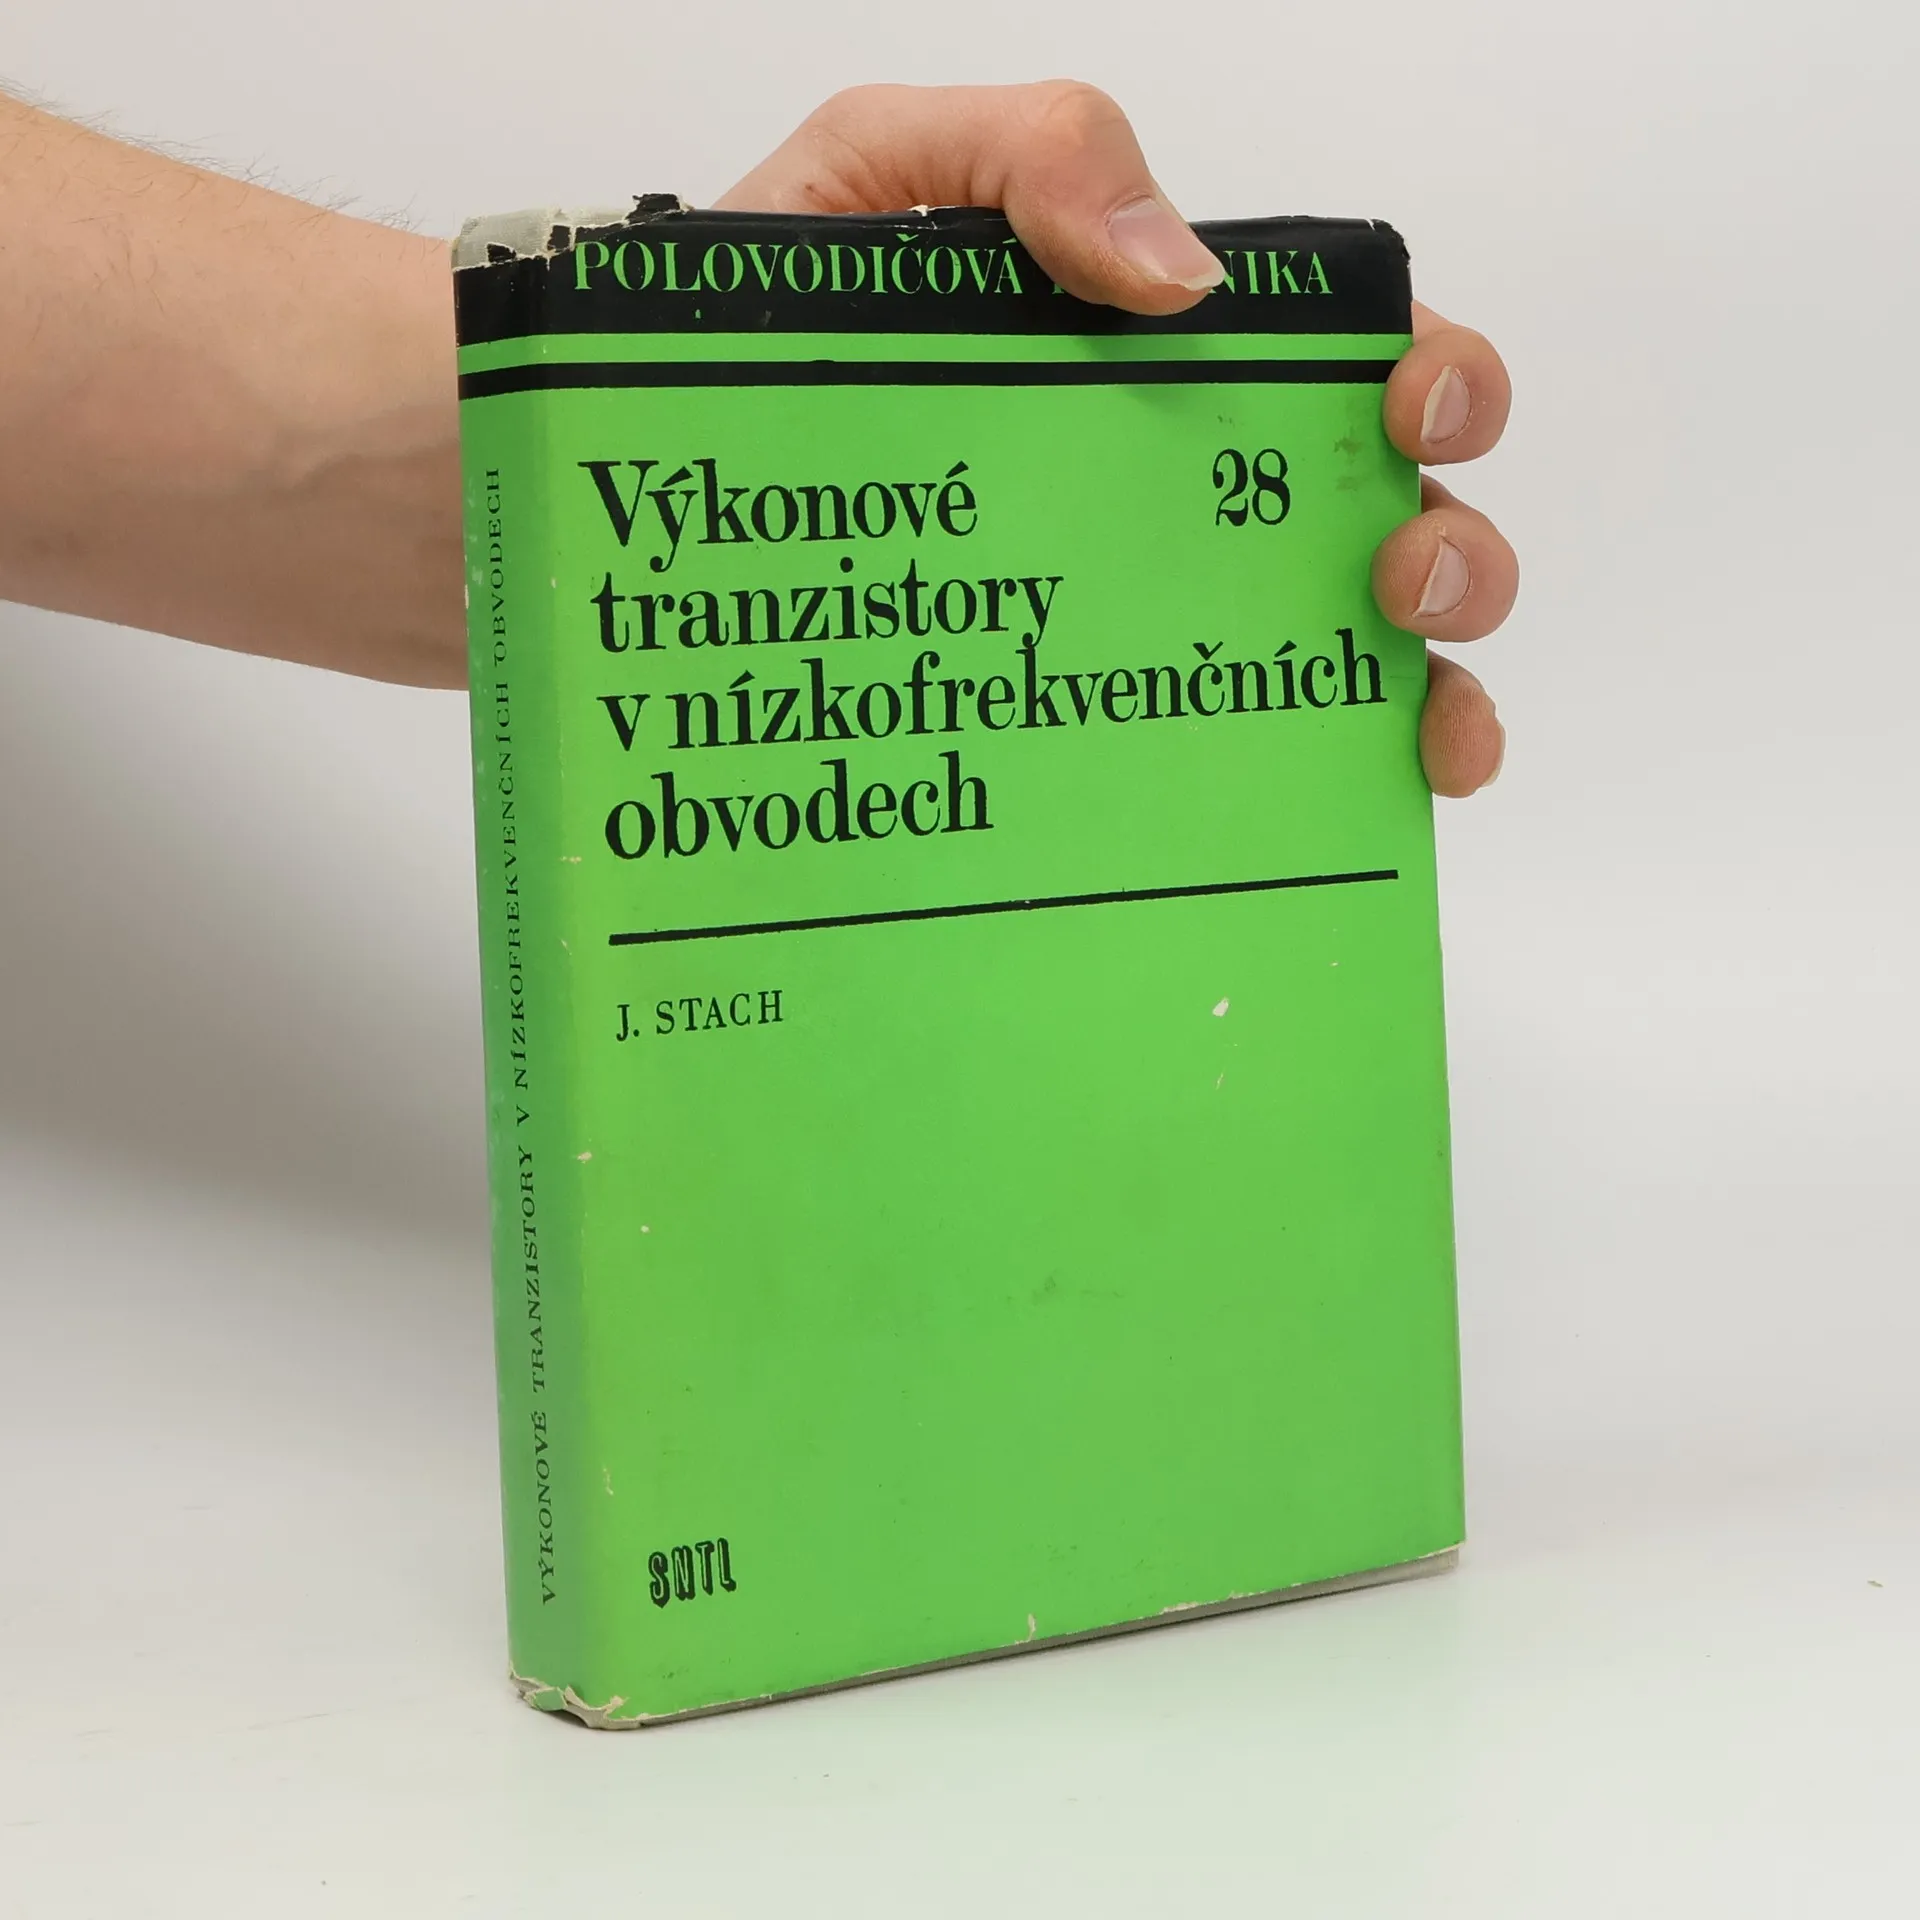 POLOVODIČOVÁ
Výkonové 28
tranzistory
v nízkofrekvenčních
obvodech
J. STACH
SNTL
VÝKONOVÉ TRANZISTORY V NÍZKOFREKVENČNÍCH OBVODECH